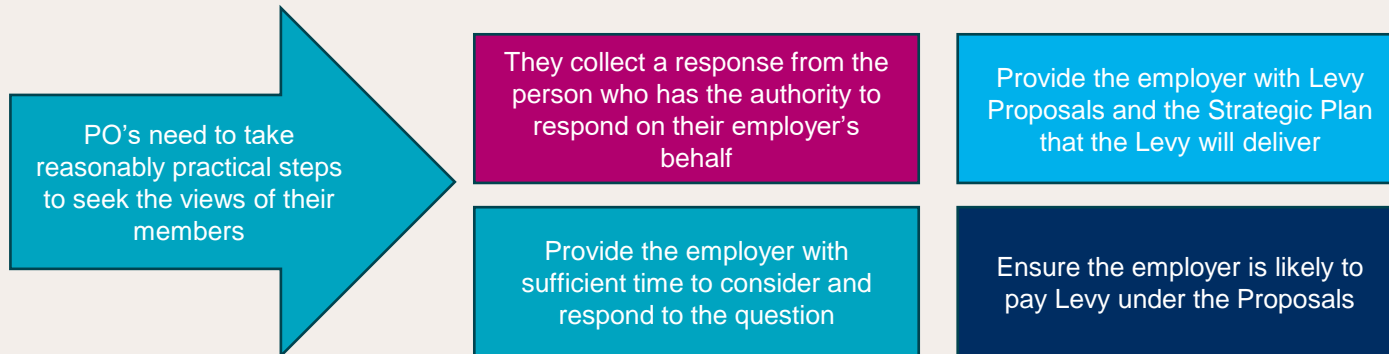 PO's need to take
reasonably practical steps
to seek the views of their
members
They collect a response from the
person who has the authority to
respond on their employer's
behalf
Provide the employer with Levy
Proposals and the Strategic Plan
that the Levy will deliver
Provide the employer with
sufficient time to consider and
respond to the question
Ensure the employer is likely to
pay Levy under the Proposals